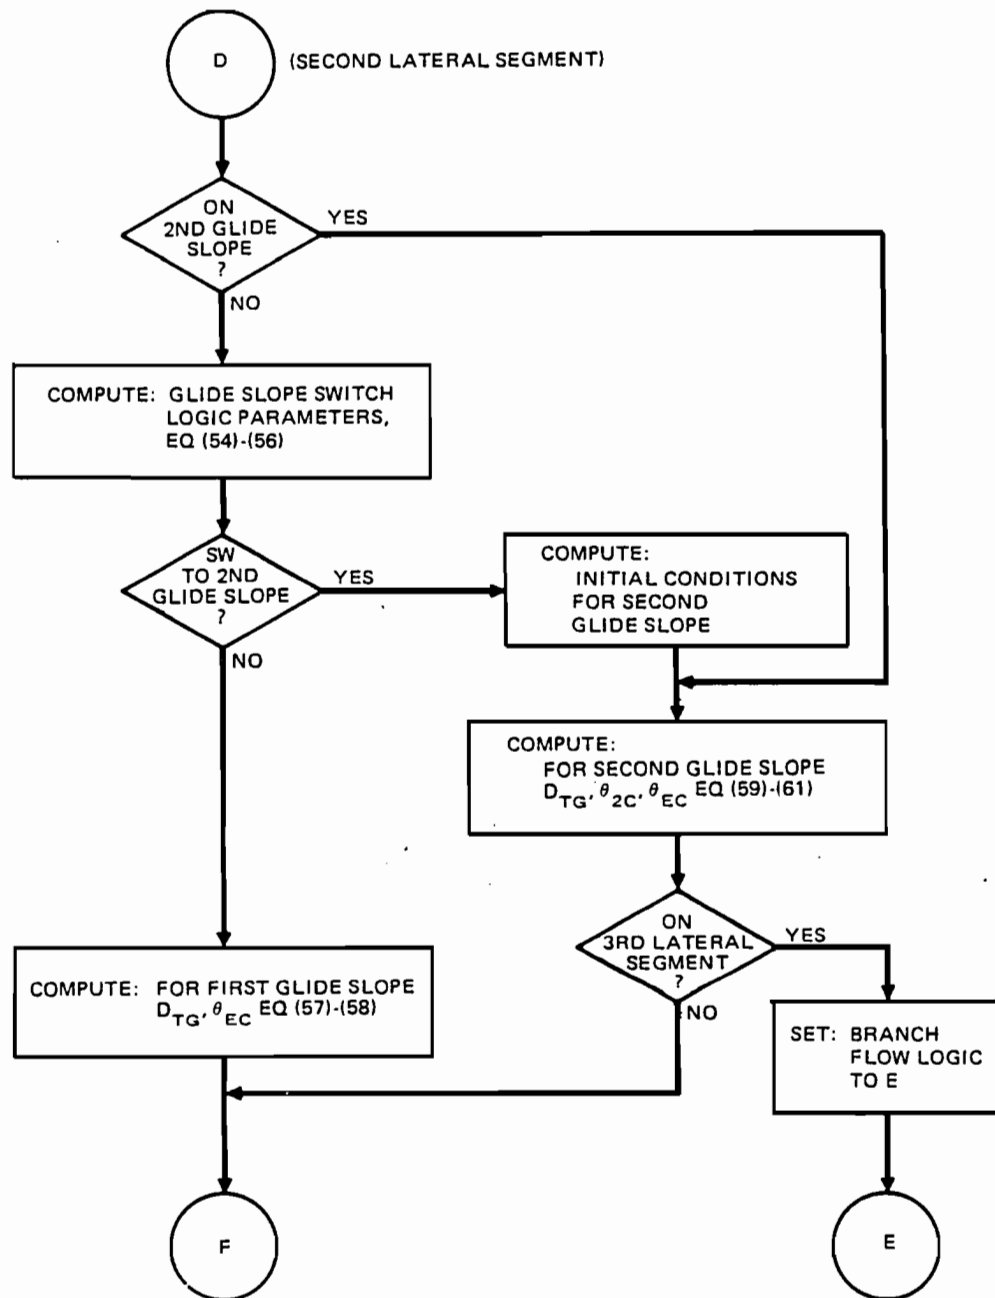 D
(SECOND LATERAL SEGMENT)
ON
2ND GLIDE
SLOPE
?
YES
NO
COMPUTE: GLIDE SLOPE SWITCH
LOGIC PARAMETERS,
EQ (54)-(56)
SW
TO 2ND
GLIDE SLOPE
?
YES
NO
COMPUTE:
INITIAL CONDITIONS
FOR SECOND
GLIDE SLOPE
COMPUTE:
FOR SECOND GLIDE SLOPE
D_TG, θ_2C, θ_EC EQ (59)-(61)
ON
3RD LATERAL
SEGMENT
?
YES
NO
COMPUTE: FOR FIRST GLIDE SLOPE
D_TG, θ_EC EQ (57)-(58)
SET: BRANCH
FLOW LOGIC
TO E
F
E